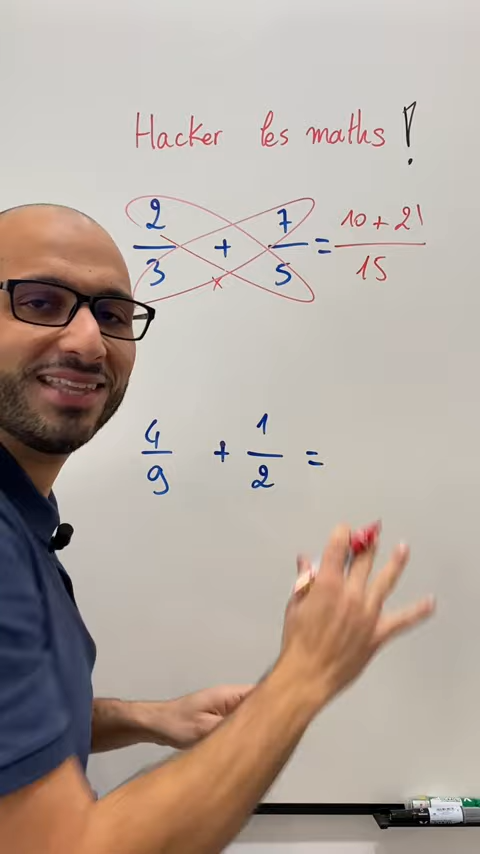 Hacker les maths !
2/3 + 7/5 = 10 + 21/15
x
4/9 + 1/2 =